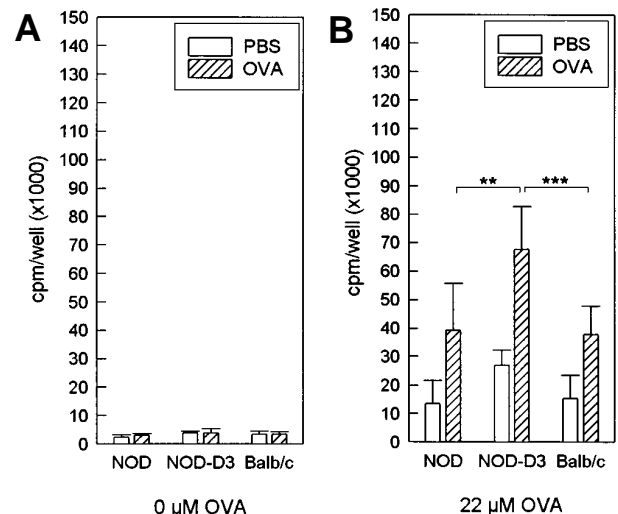 A
150
140
130
120
110
100
90
80
70
60
50
40
30
20
10
0
cpm/well (x1000)
PBS
OVA
NOD NOD-D3 Balb/c
0 µM OVA
B
150
140
130
120
110
100
90
80
70
60
50
40
30
20
10
0
cpm/well (x1000)
PBS
OVA
** ***
NOD NOD-D3 Balb/c
22 µM OVA